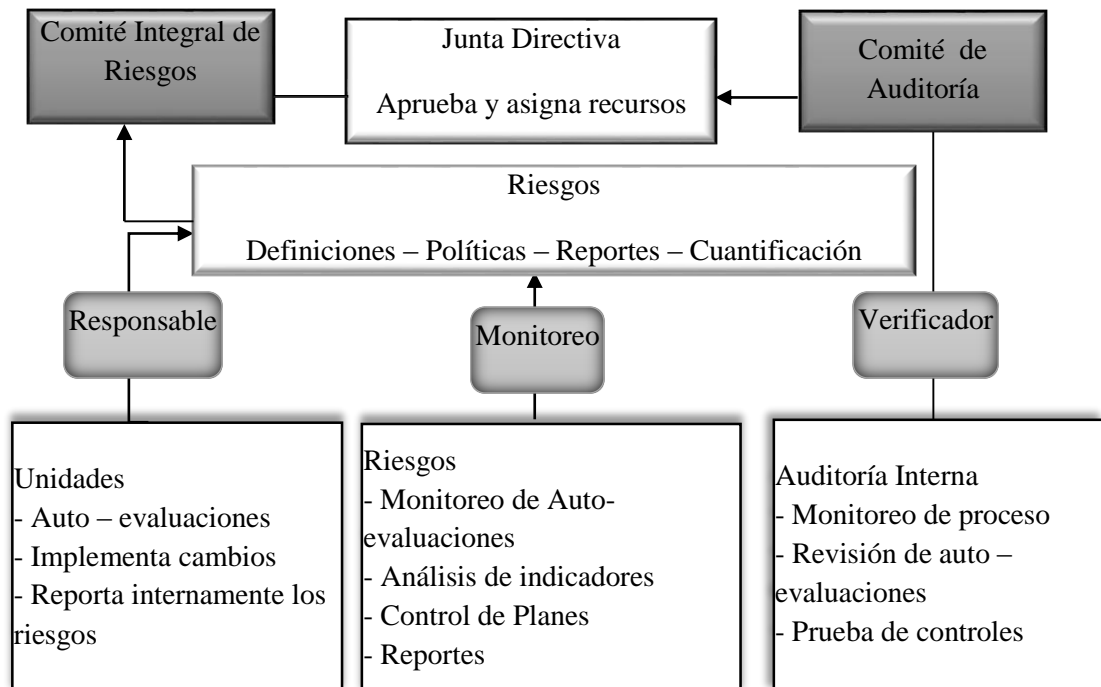 Comité Integral de
Riesgos
Junta Directiva
Aprueba y asigna recursos
Comité de
Auditoría
Riesgos
Definiciones – Políticas – Reportes – Cuantificación
Responsable
Monitoreo
Verificador
Unidades
- Auto – evaluaciones
- Implementa cambios
- Reporta internamente los
riesgos
Riesgos
- Monitoreo de Auto-
evaluaciones
- Análisis de indicadores
- Control de Planes
- Reportes
Auditoría Interna
- Monitoreo de proceso
- Revisión de auto –
evaluaciones
- Prueba de controles